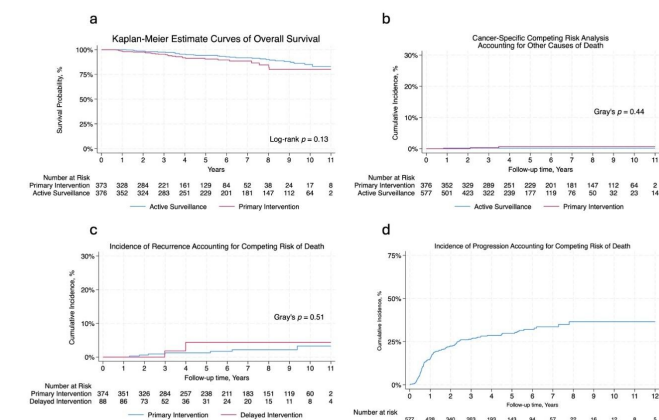 a
Kaplan-Meier Estimate Curves of Overall Survival
100%
75%
50%
25%
0%
Survival Probability, %
Log-rank p = 0.13
0 1 2 3 4 5 6 7 8 9 10 11
Years
Number at Risk
Primary Intervention 373 328 284 221 161 129 84 52 38 24 17 8
Active Surveillance 376 352 324 283 251 229 201 181 147 112 64 2
Active Surveillance Primary Intervention
b
Cancer-Specific Competing Risk Analysis
Accounting for Other Causes of Death
30%
20%
10%
0%
Cumulative Incidence, %
Gray's p = 0.44
0 1 2 3 4 5 6 7 8 9 10 11
Follow-up time, Years
Number at Risk
Primary Intervention 376 352 329 289 251 229 201 181 147 112 64 2
Active Surveillance 577 501 423 322 239 177 119 76 50 32 23 14
Active Surveillance Primary Intervention
c
Incidence of Recurrence Accounting for Competing Risk of Death
30%
20%
10%
0%
Cumulative Incidence, %
Gray's p = 0.51
0 1 2 3 4 5 6 7 8 9 10 11
Follow-up time, Years
Number at Risk
Primary Intervention 374 351 326 284 257 238 211 183 151 119 60 2
Delayed Intervention 88 86 73 52 36 31 24 20 15 11 8 4
Primary Intervention Delayed Intervention
d
Incidence of Progression Accounting for Competing Risk of Death
75%
50%
25%
0%
Cumulative Incidence, %
0 1 2 3 4 5 6 7 8 9 10 11 12
Follow-up time, Years
Number at risk